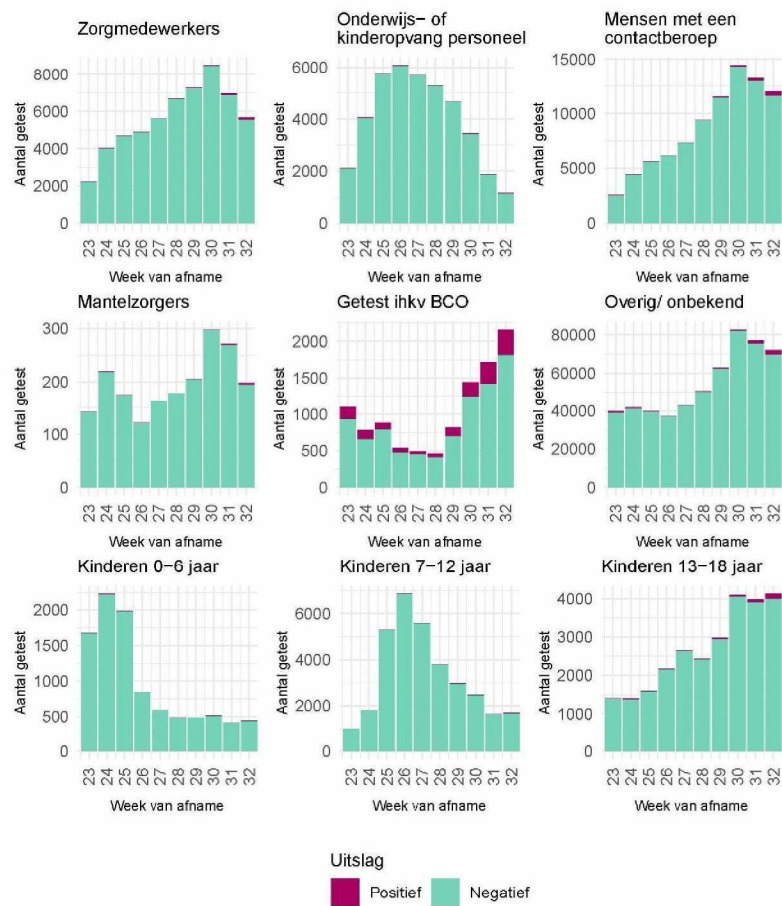 Zorgmedewerkers
Aantal getest
8000
6000
4000
2000
0
23 24 25 26 27 28 29 30 31 32
Week van afname
Onderwijs− of
kinderopvang personeel
Aantal getest
6000
4000
2000
0
23 24 25 26 27 28 29 30 31 32
Week van afname
Mensen met een
contactberoep
Aantal getest
15000
10000
5000
0
23 24 25 26 27 28 29 30 31 32
Week van afname
Mantelzorgers
Aantal getest
300
200
100
0
23 24 25 26 27 28 29 30 31 32
Week van afname
Getest ihkv BCO
Aantal getest
2000
1500
1000
500
0
23 24 25 26 27 28 29 30 31 32
Week van afname
Overig/ onbekend
Aantal getest
80000
60000
40000
20000
0
23 24 25 26 27 28 29 30 31 32
Week van afname
Kinderen 0−6 jaar
Aantal getest
2000
1500
1000
500
0
23 24 25 26 27 28 29 30 31 32
Week van afname
Kinderen 7−12 jaar
Aantal getest
6000
4000
2000
0
23 24 25 26 27 28 29 30 31 32
Week van afname
Kinderen 13−18 jaar
Aantal getest
4000
3000
2000
1000
0
23 24 25 26 27 28 29 30 31 32
Week van afname
Uitslag
Positief Negatief